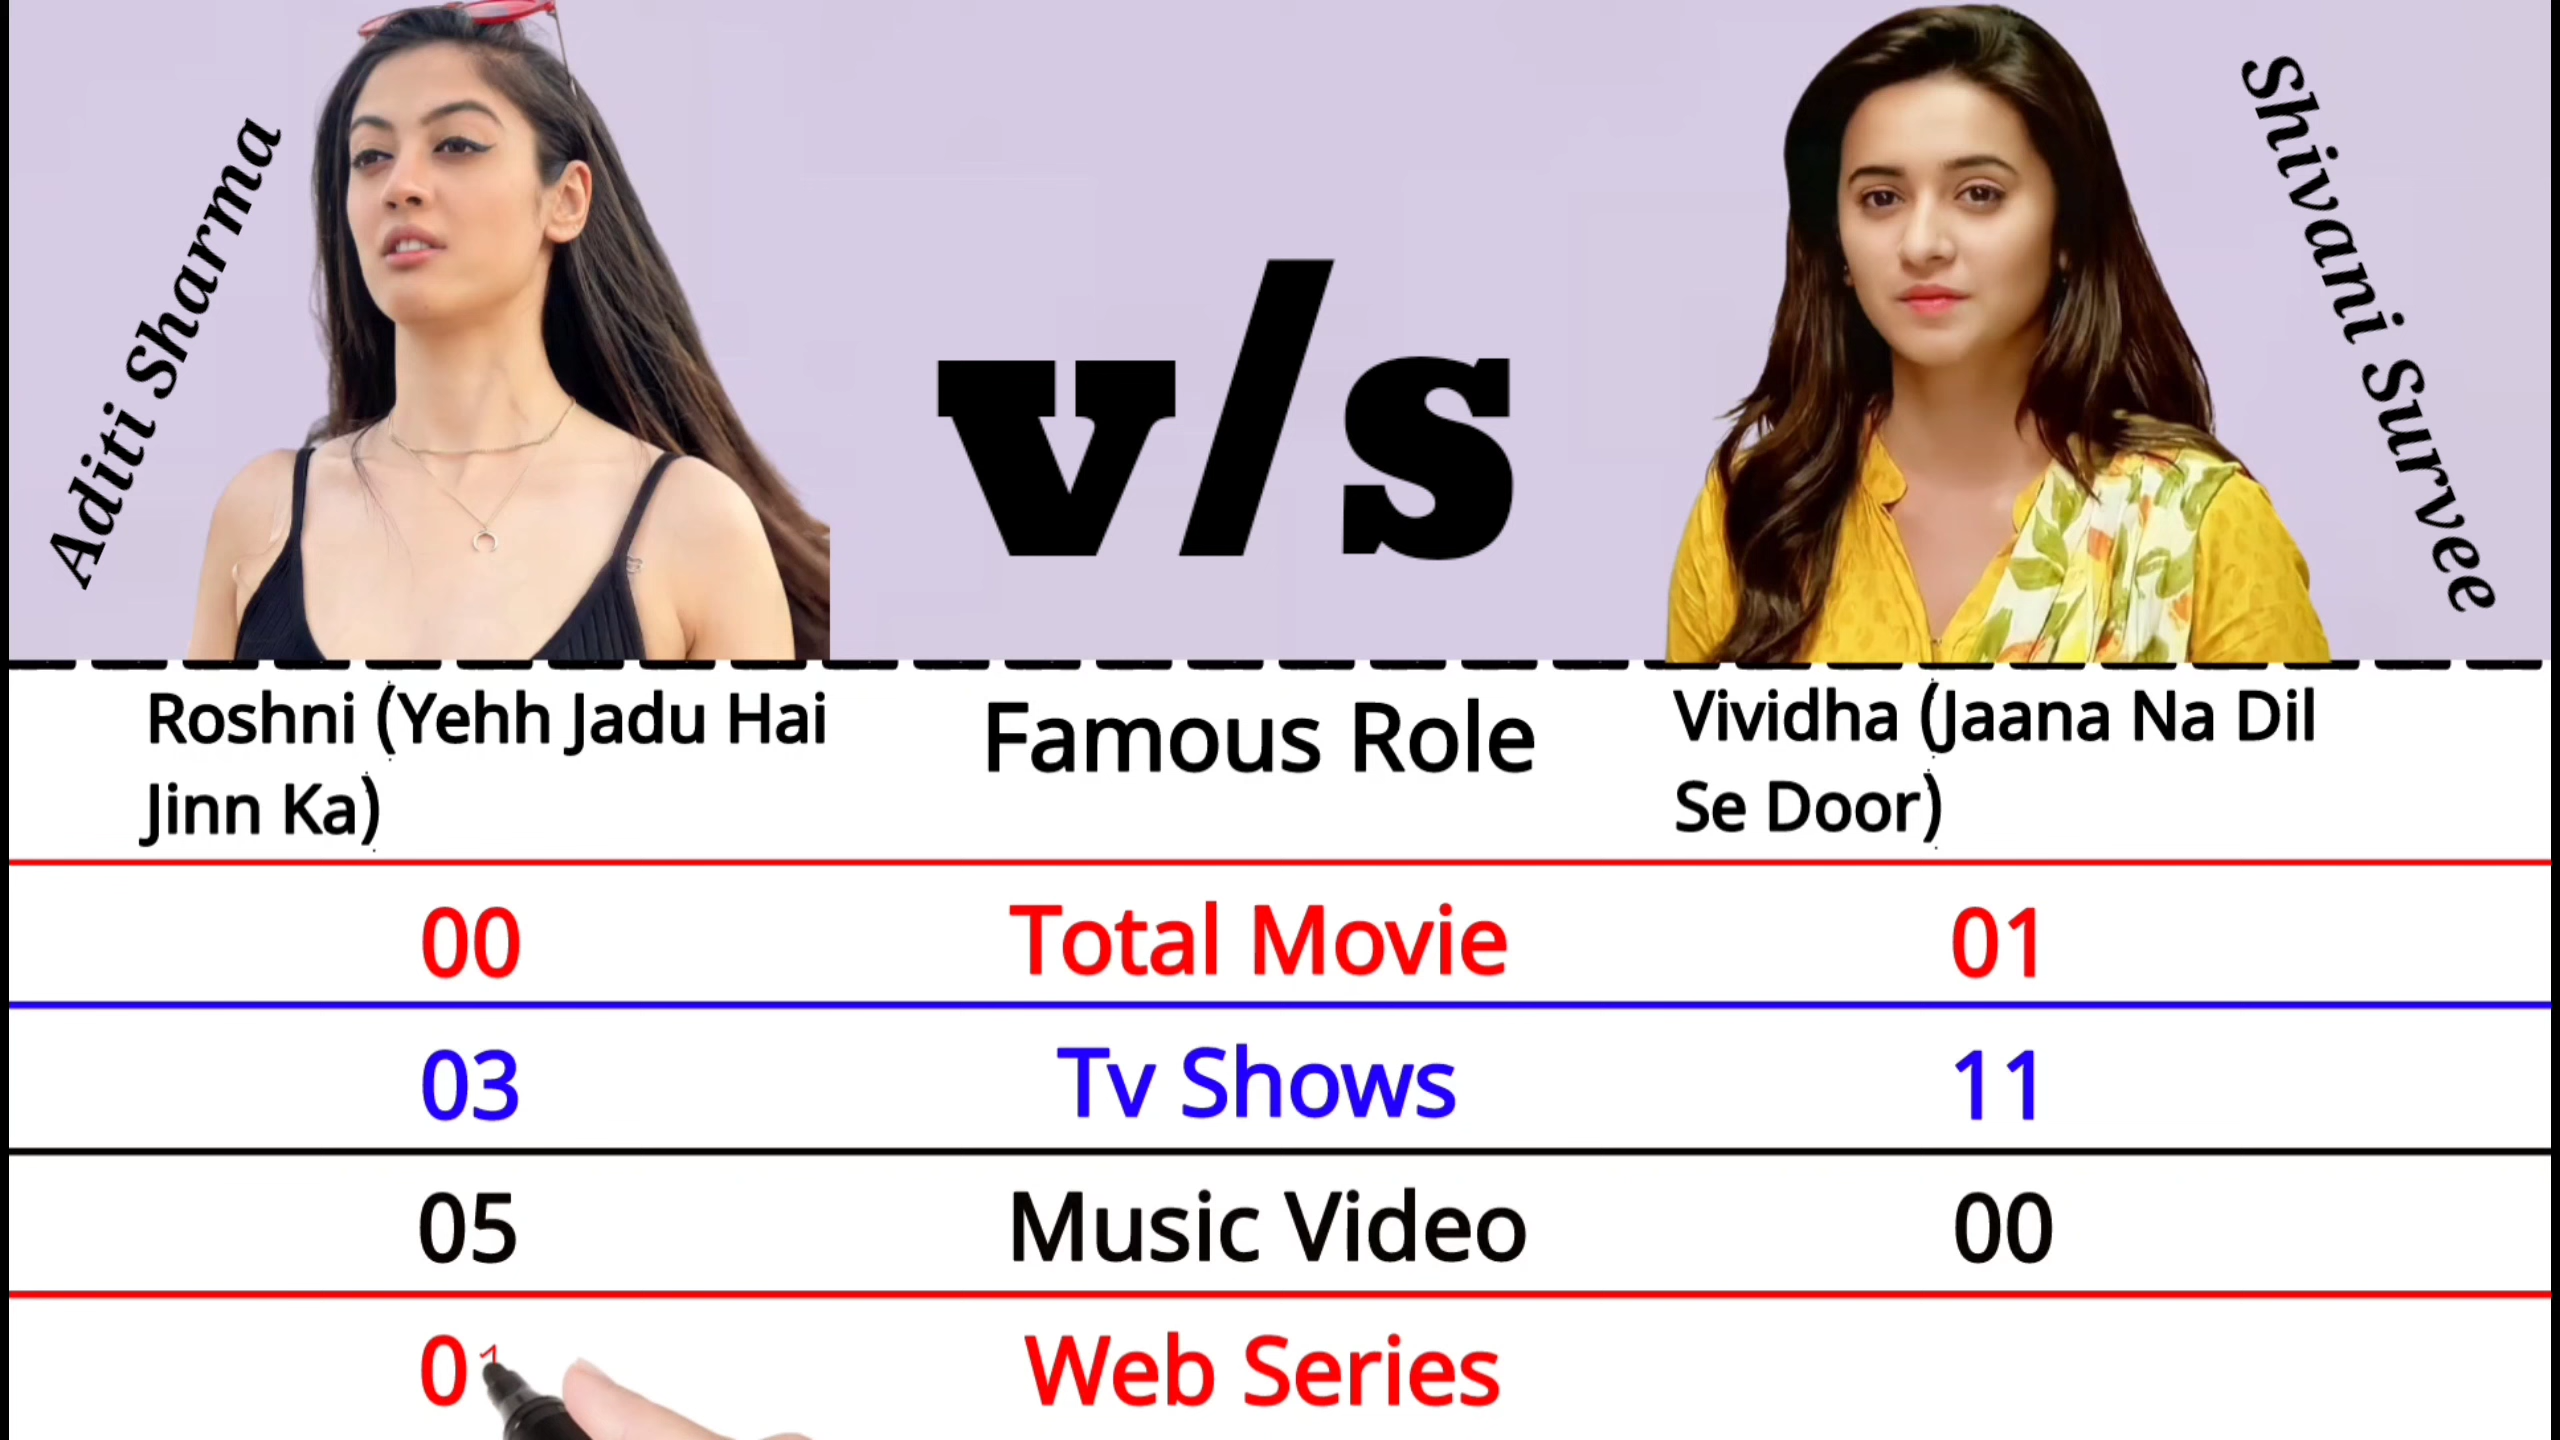 Aditi Sharma
v/s
Shivani Survee
Roshni (Yehh Jadu Hai
Jinn Ka)
Famous Role
Vividha (Jaana Na Dil
Se Door)
00 Total Movie 01
03 Tv Shows 11
05 Music Video 00
Web Series